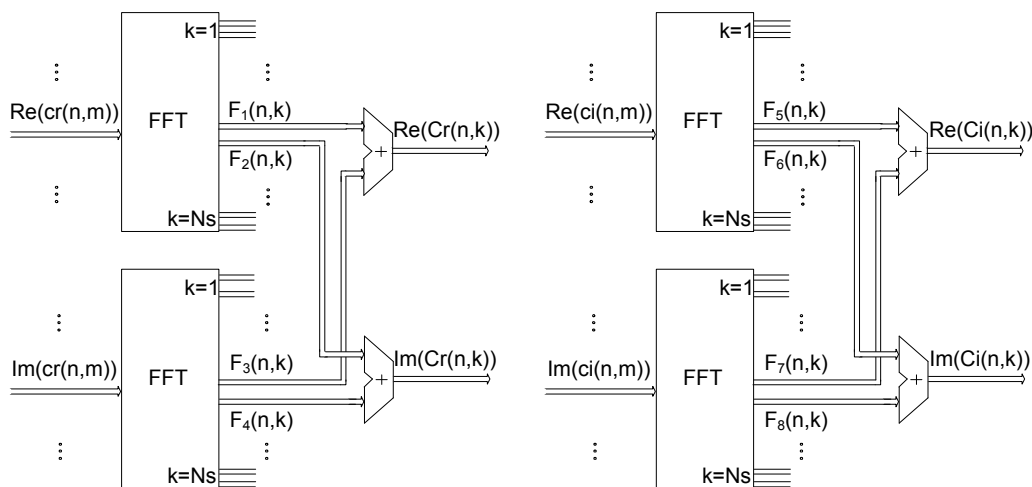 k=1
Re(cr(n,m))
FFT
F₁(n,k)
F₂(n,k)
+
Re(Cr(n,k))
k=Ns
k=1
Im(cr(n,m))
FFT
F₃(n,k)
F₄(n,k)
+
Im(Cr(n,k))
k=Ns
k=1
Re(ci(n,m))
FFT
F₅(n,k)
F₆(n,k)
+
Re(Ci(n,k))
k=Ns
k=1
Im(ci(n,m))
FFT
F₇(n,k)
F₈(n,k)
+
Im(Ci(n,k))
k=Ns